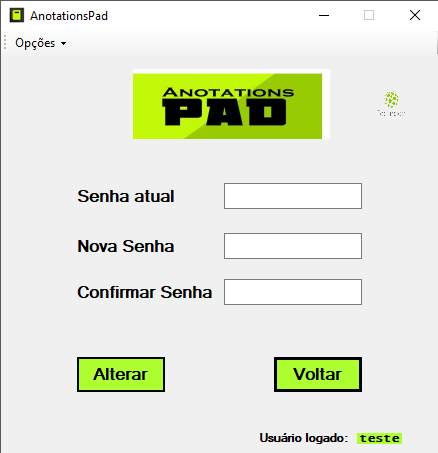 AnotationsPad
Opções
Anotations
PAD
Senha atual
Nova Senha
Confirmar Senha
Alterar Voltar
Usuário logado: teste